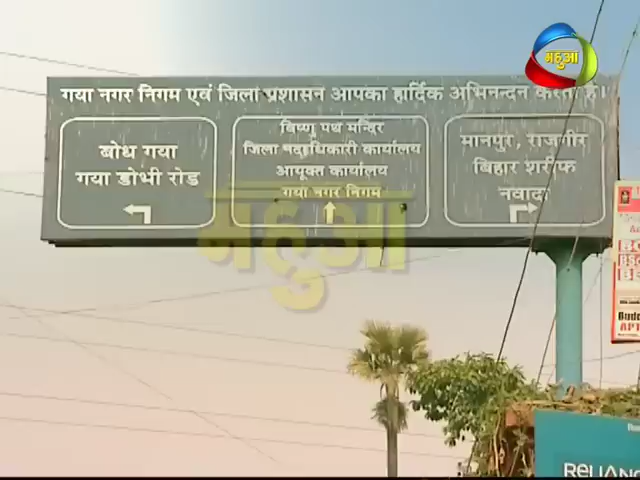 महुआ
गया नगर निगम एवं जिला प्रशासन आपका हार्दिक अभिनन्दन करता है।
बोध गया
गया डोभी रोड
विष्णु पथ मन्दिर
जिला पदाधिकारी कार्यालय
आयुक्त कार्यालय
गया नगर निगम
मानपुर, राजगीर
बिहार शरीफ
नवादा
महुआ
RELIANC